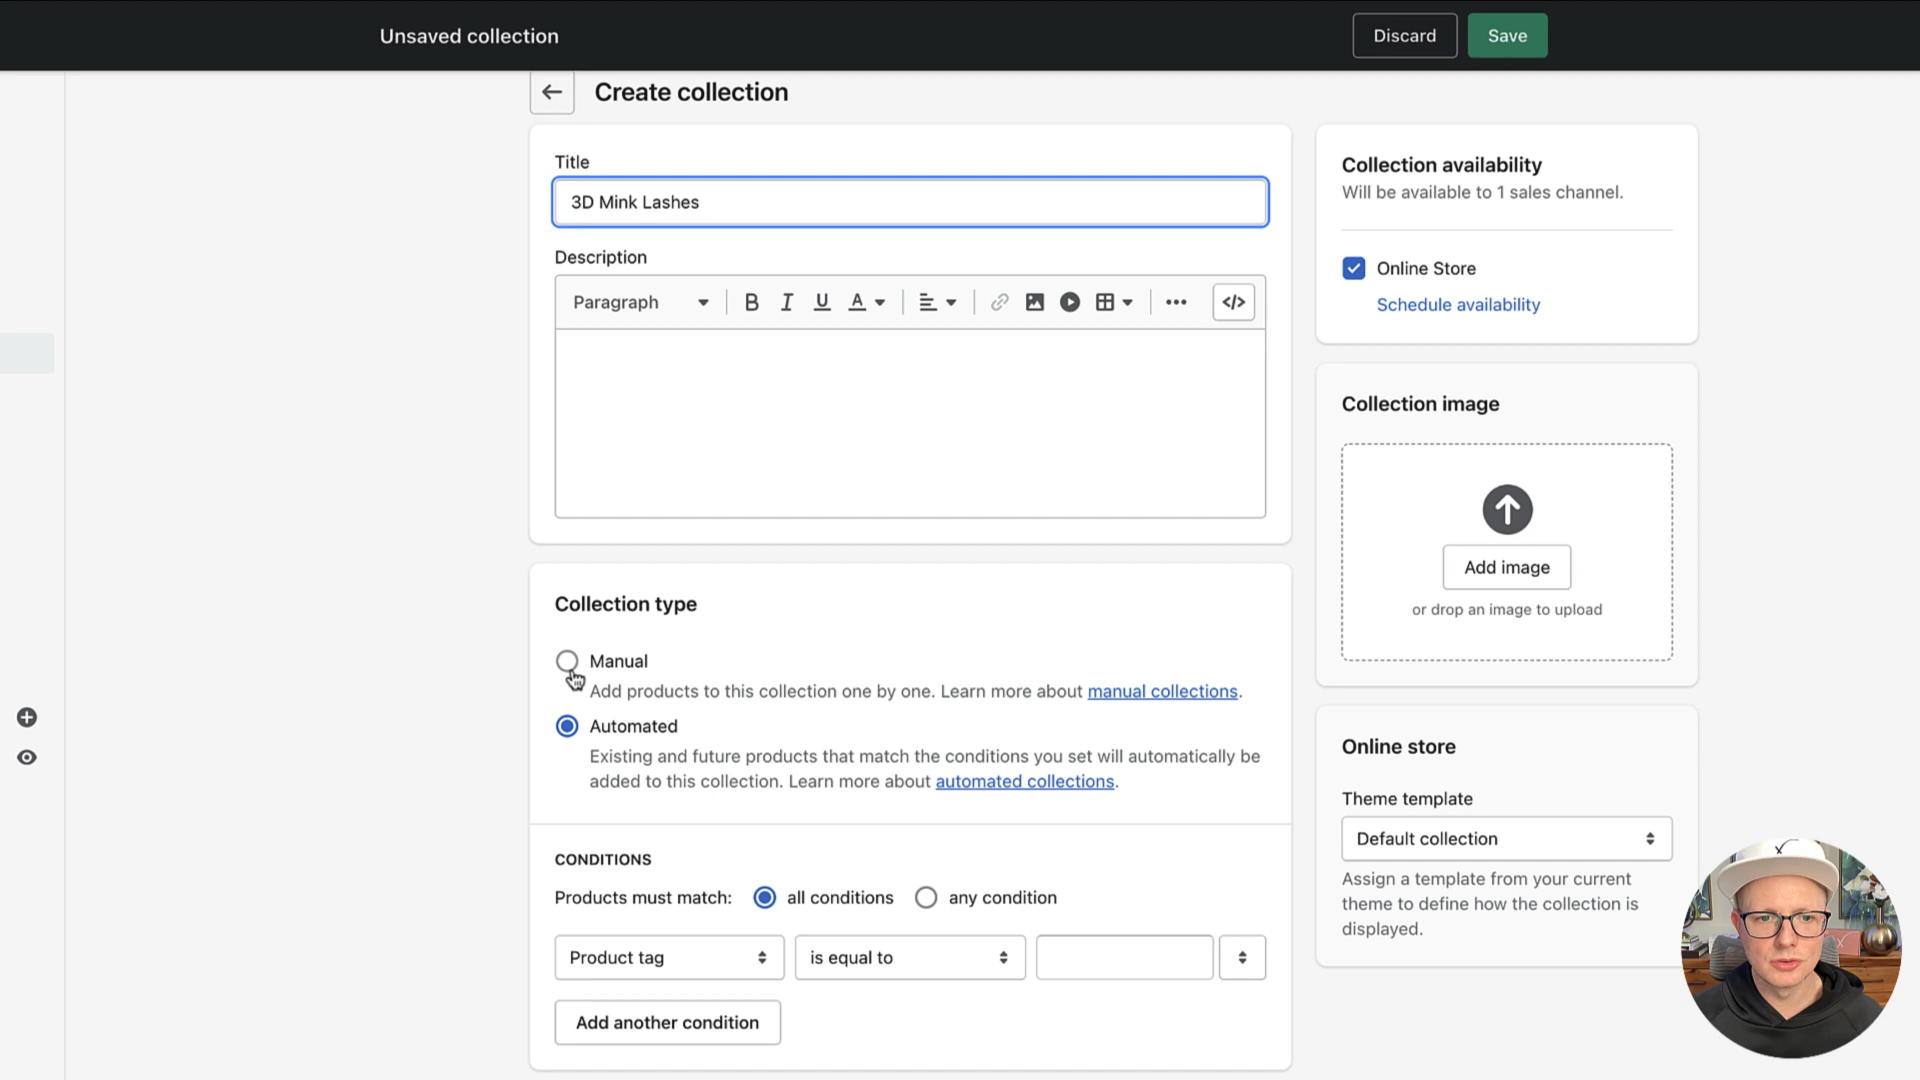 Unsaved collection
Discard
Save
Create collection
Title
3D Mink Lashes
Description
Paragraph
B I U A
</>
Collection type
Manual
Add products to this collection one by one. Learn more about manual collections.
Automated
Existing and future products that match the conditions you set will automatically be
added to this collection. Learn more about automated collections.
CONDITIONS
Products must match: all conditions any condition
Product tag
is equal to
Add another condition
Collection availability
Will be available to 1 sales channel.
Online Store
Schedule availability
Collection image
Add image
or drop an image to upload
Online store
Theme template
Default collection
Assign a template from your current
theme to define how the collection is
displayed.